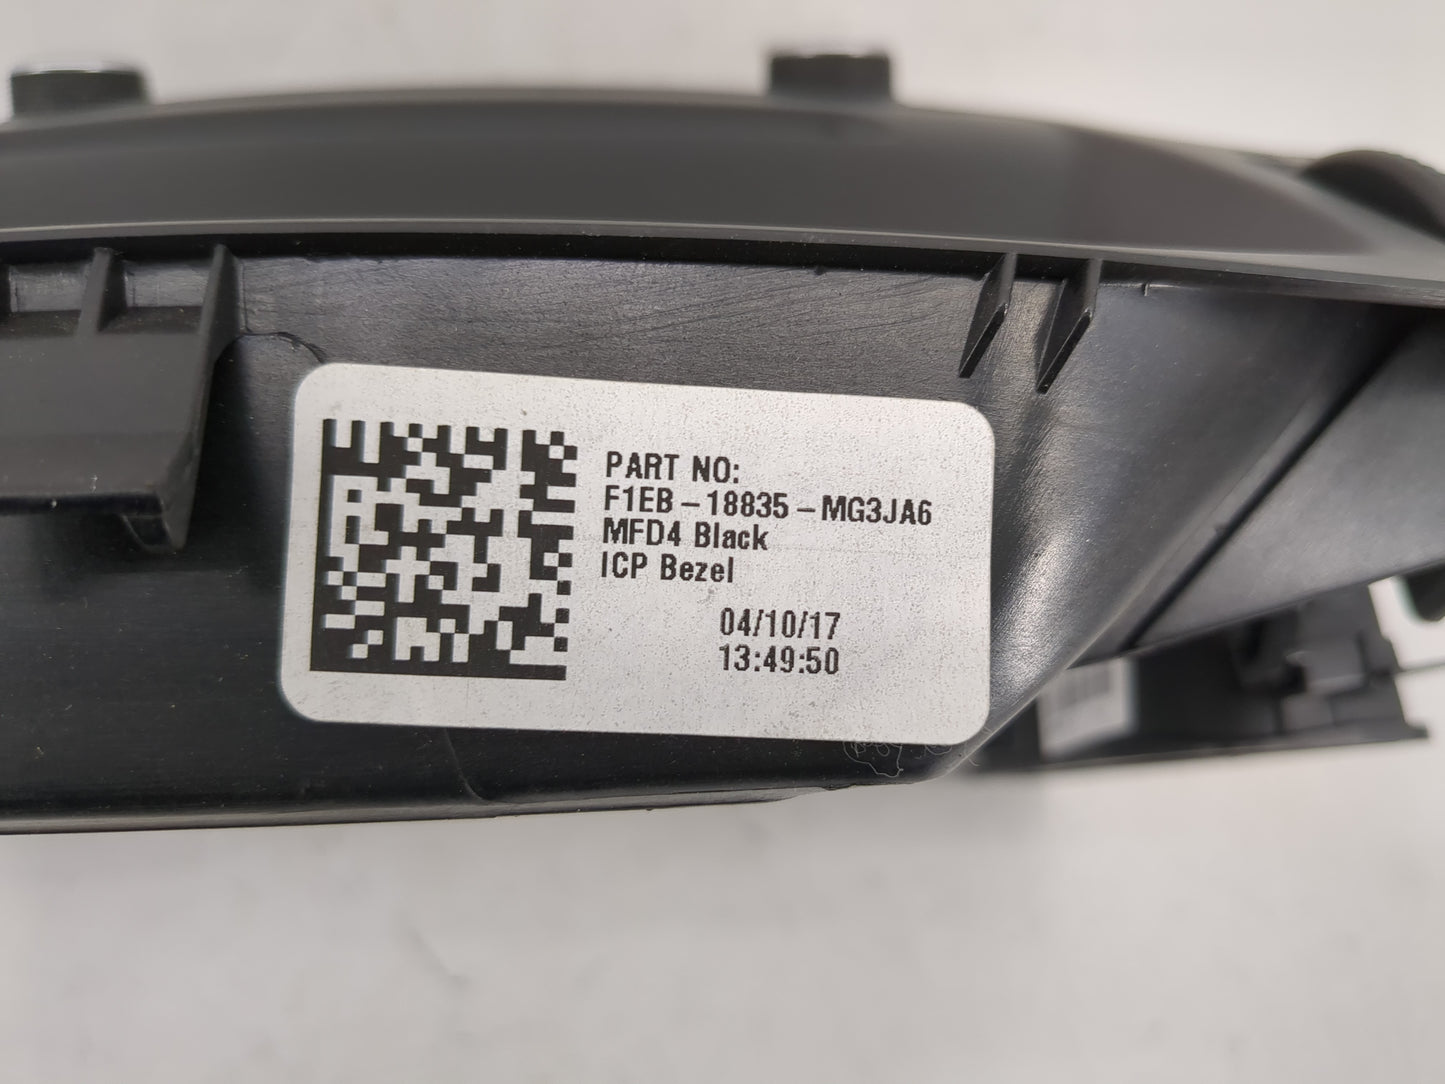 PART NO:
F1EB-18835-MG3JA6
MFD4 Black
ICP Bezel
04/10/17
13:49:50